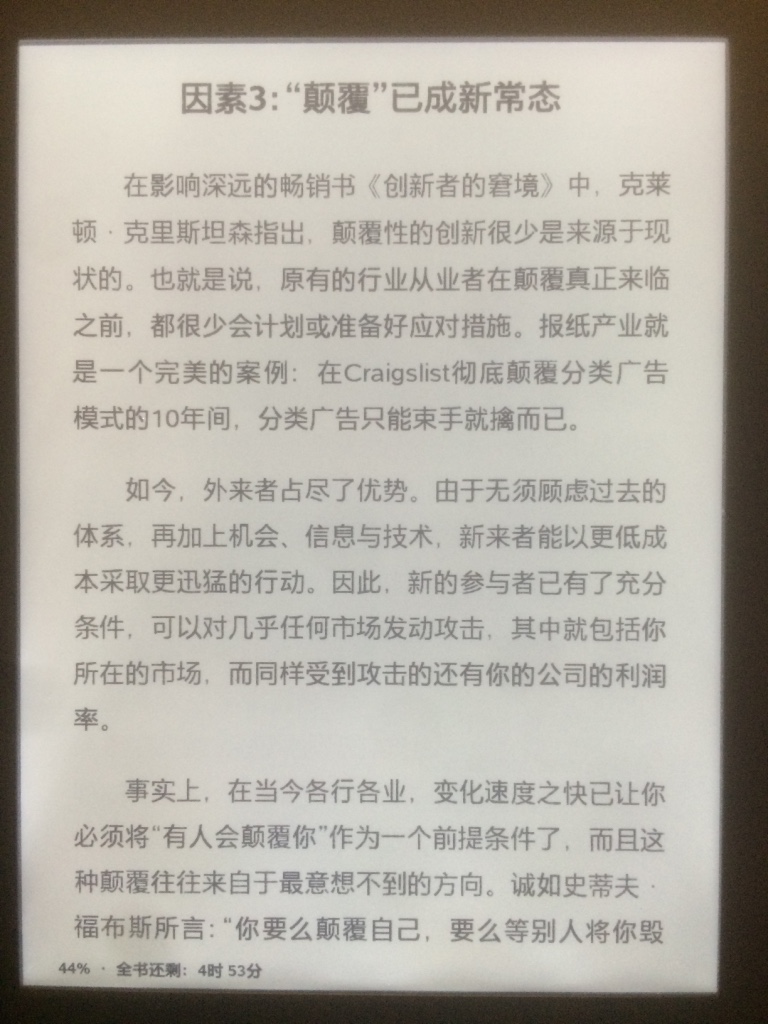 因素3：“颠覆”已成新常态
在影响深远的畅销书《创新者的窘境》中，克莱
顿·克里斯坦森指出，颠覆性的创新很少是来源于现
状的。也就是说，原有的行业从业者在颠覆真正来临
之前，都很少会计划或准备好应对措施。报纸产业就
是一个完美的案例：在Craigslist彻底颠覆分类广告
模式的10年间，分类广告只能束手就擒而已。
如今，外来者占尽了优势。由于无须顾虑过去的
体系，再加上机会、信息与技术，新来者能以更低成
本采取更迅猛的行动。因此，新的参与者已有了充分
条件，可以对几乎任何市场发动攻击，其中就包括你
所在的市场，而同样受到攻击的还有你的公司的利润
率。
事实上，在当今各行各业，变化速度之快已让你
必须将“有人会颠覆你”作为一个前提条件了，而且这
种颠覆往往来自于最意想不到的方向。诚如史蒂夫·
福布斯所言：“你要么颠覆自己，要么等别人将你毁
44% · 全书还剩：4时 53分